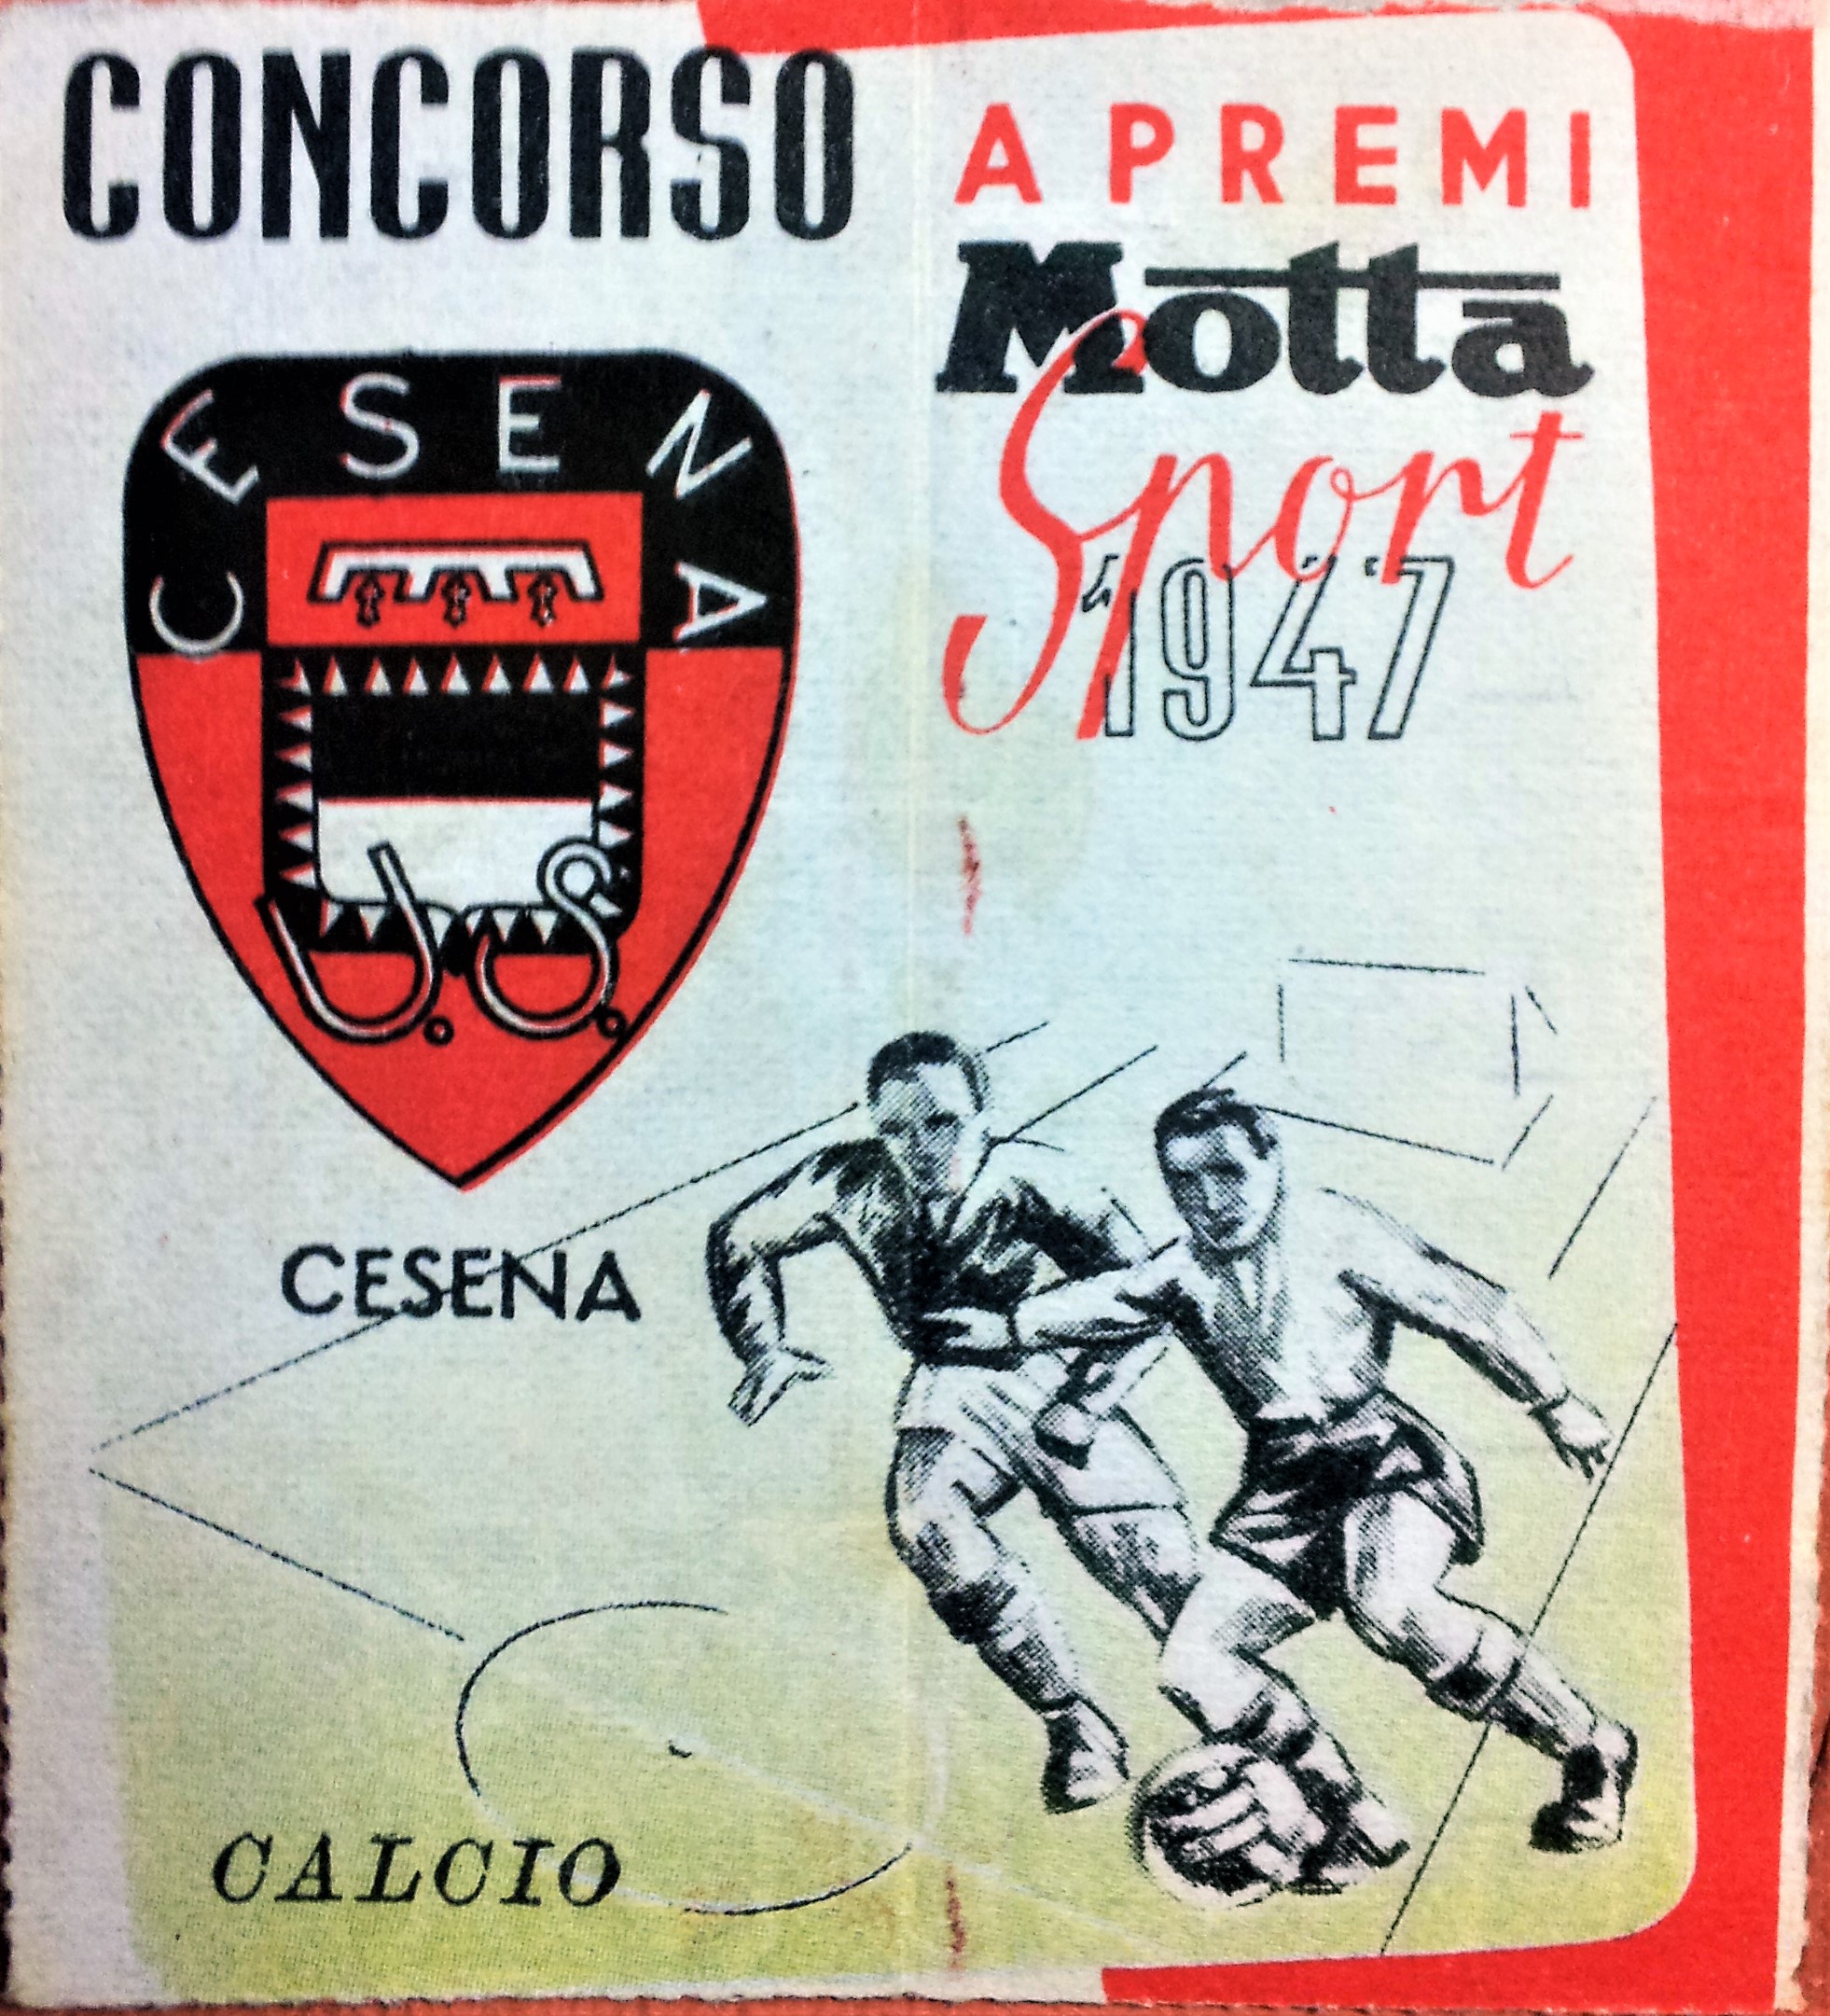 CONCORSO
A PREMI
Motta
Sport
1947
CESENA
U.S.
CESENA
CALCIO